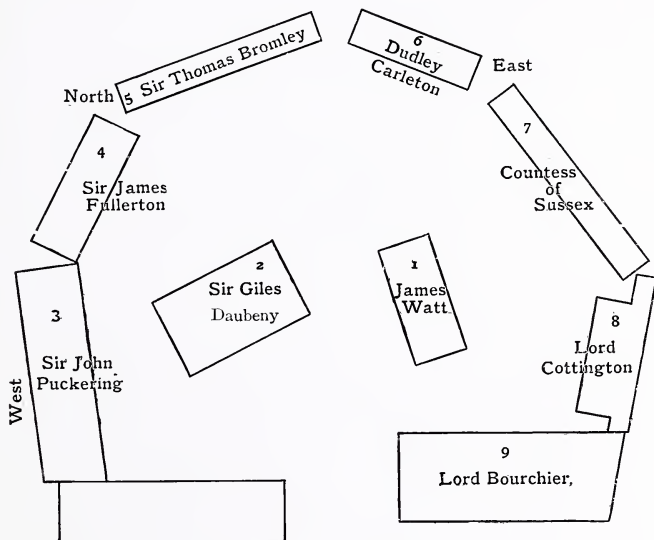 6
Dudley
Carleton
5 Sir Thomas Bromley
East
North
7
4
Countess
of
Sussex
Sir James
Fullerton
2
Sir Giles
Daubeny
1
James
Watt
3
Sir John
Puckering
8
Lord
Cottington
West
9
Lord Bourchier,